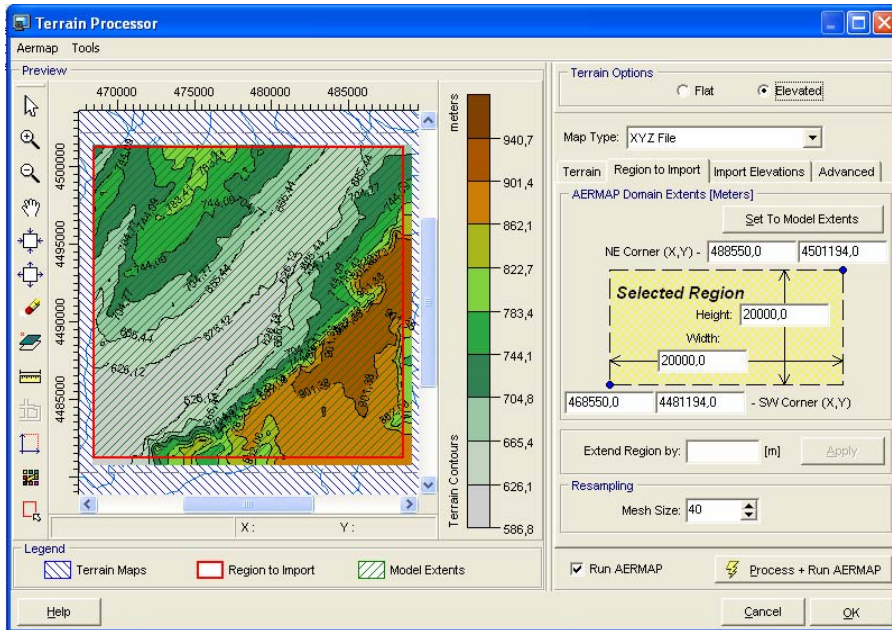 Terrain Processor
Aermap Tools
Preview
470000 475000 480000 485000
4500000
4495000
4490000
4485000
meters
Terrain Contours
940,7
901,4
862,1
822,7
783,4
744,1
704,8
665,4
626,1
586,8
X : Y :
Legend
Terrain Maps Region to Import Model Extents
Terrain Options
Flat Elevated
Map Type: XYZ File
Terrain Region to Import Import Elevations Advanced
AERMAP Domain Extents [Meters]
Set To Model Extents
NE Corner (X,Y) - 488550,0 4501194,0
Selected Region
Height: 20000,0
Width:
20000,0
468550,0 4481194,0 - SW Corner (X,Y)
Extend Region by: [m] Apply
Resampling
Mesh Size: 40
Run AERMAP Process + Run AERMAP
Help Cancel OK